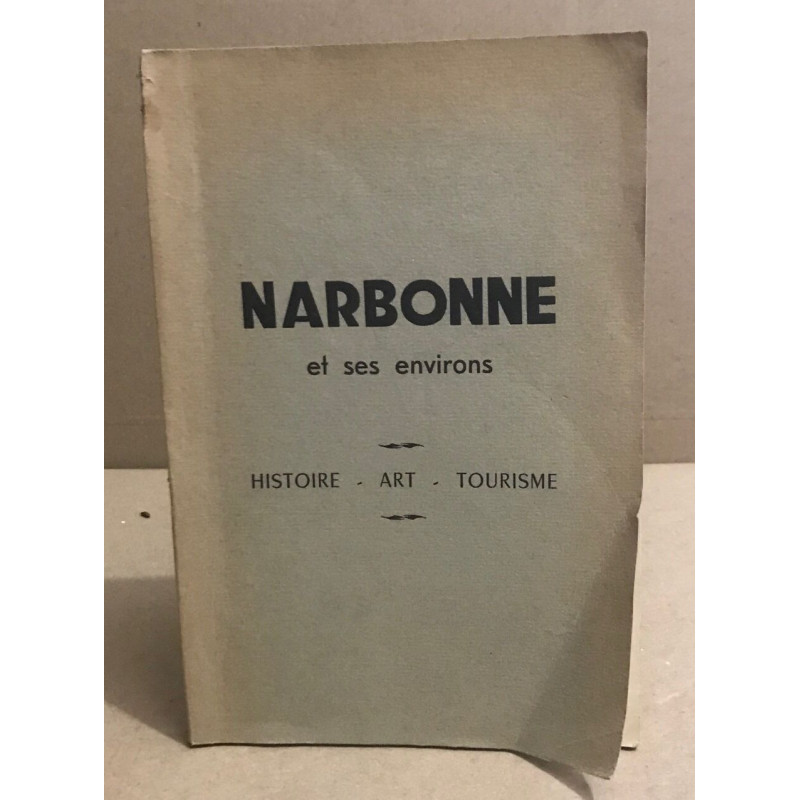 NARBONNE
et ses environs
HISTOIRE - ART - TOURISME